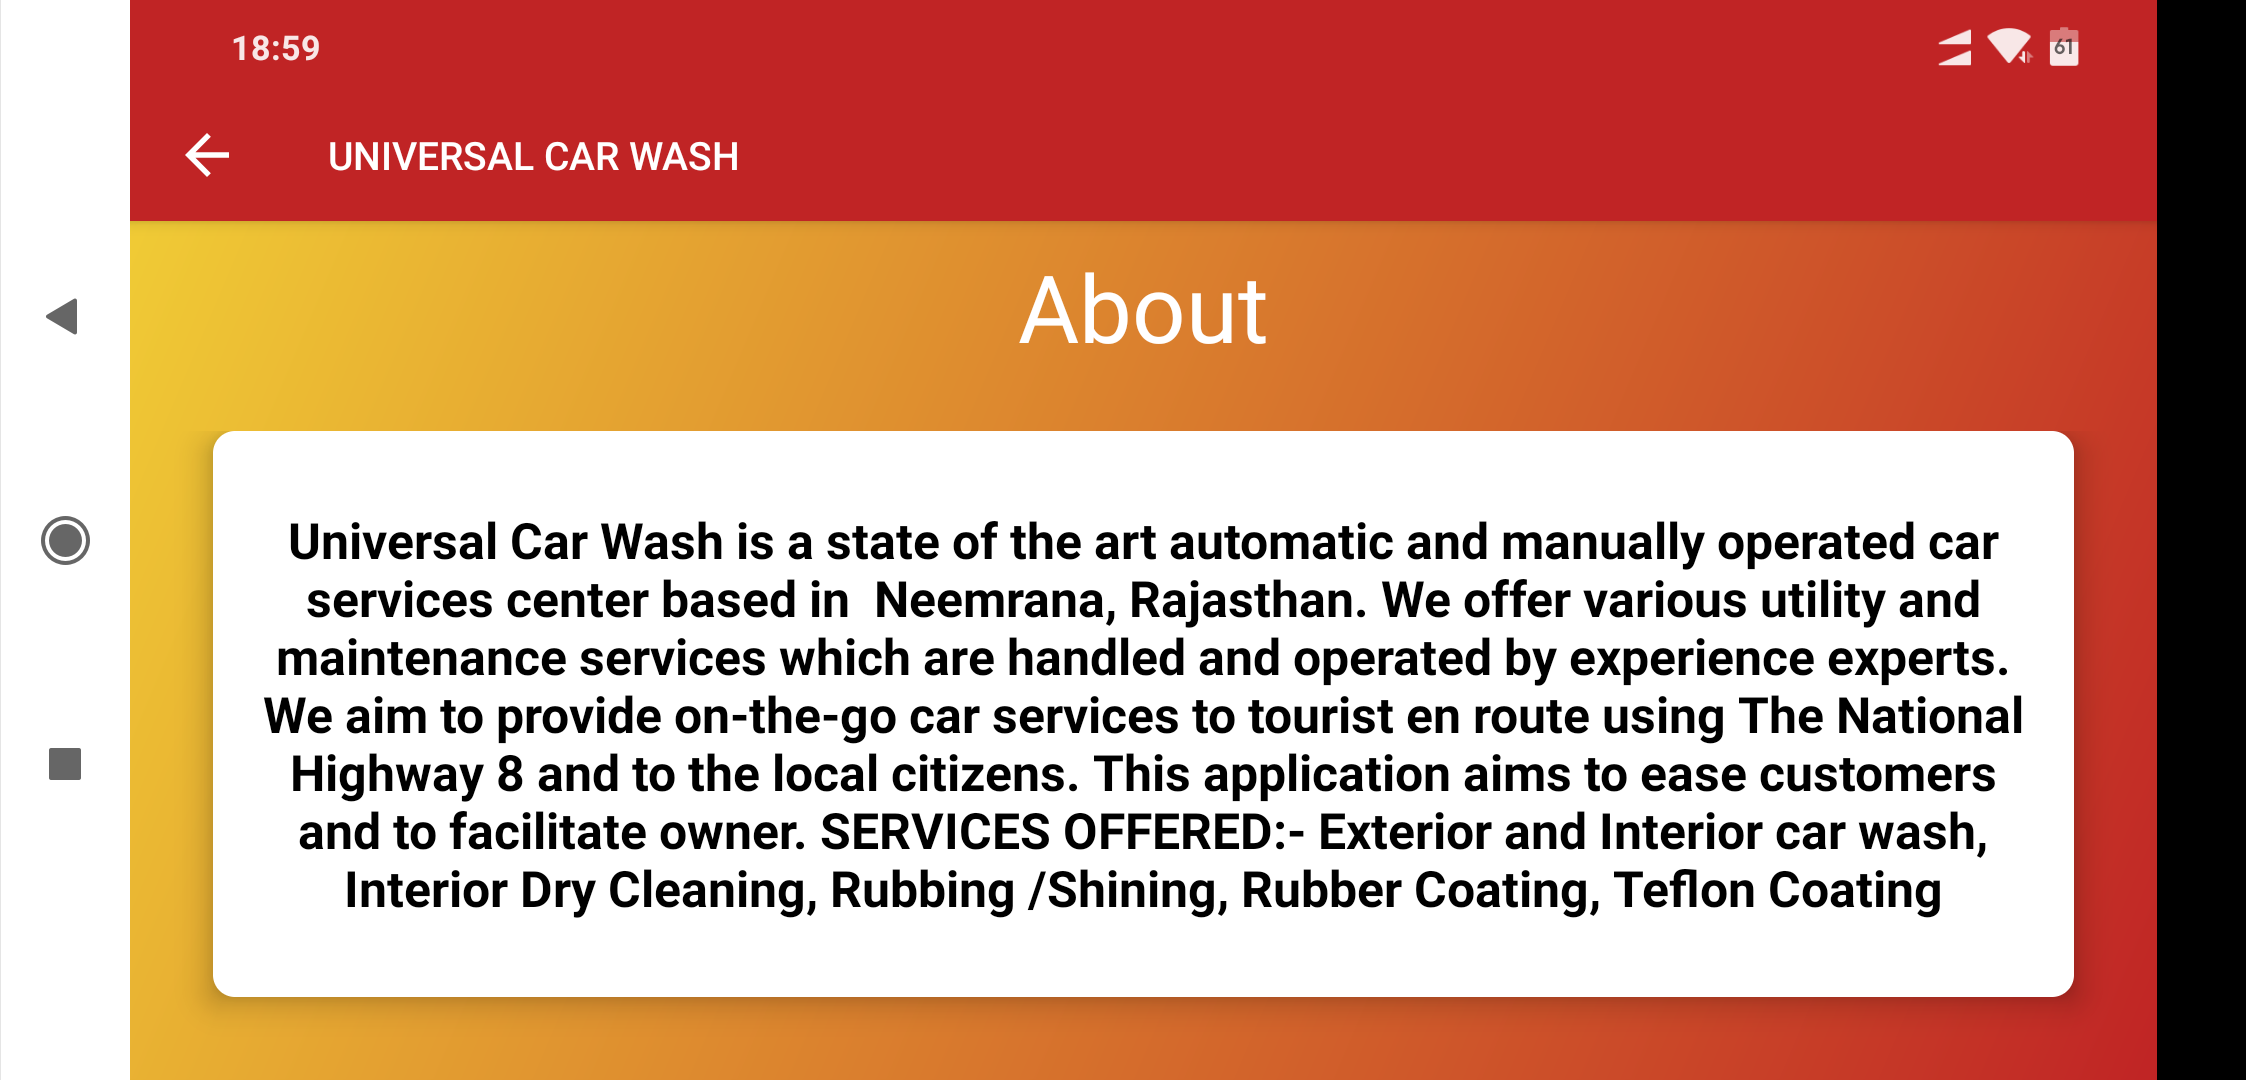 18:59
61
UNIVERSAL CAR WASH
About
Universal Car Wash is a state of the art automatic and manually operated car
services center based in  Neemrana, Rajasthan. We offer various utility and
maintenance services which are handled and operated by experience experts.
We aim to provide on-the-go car services to tourist en route using The National
Highway 8 and to the local citizens. This application aims to ease customers
and to facilitate owner. SERVICES OFFERED:- Exterior and Interior car wash,
Interior Dry Cleaning, Rubbing /Shining, Rubber Coating, Teflon Coating